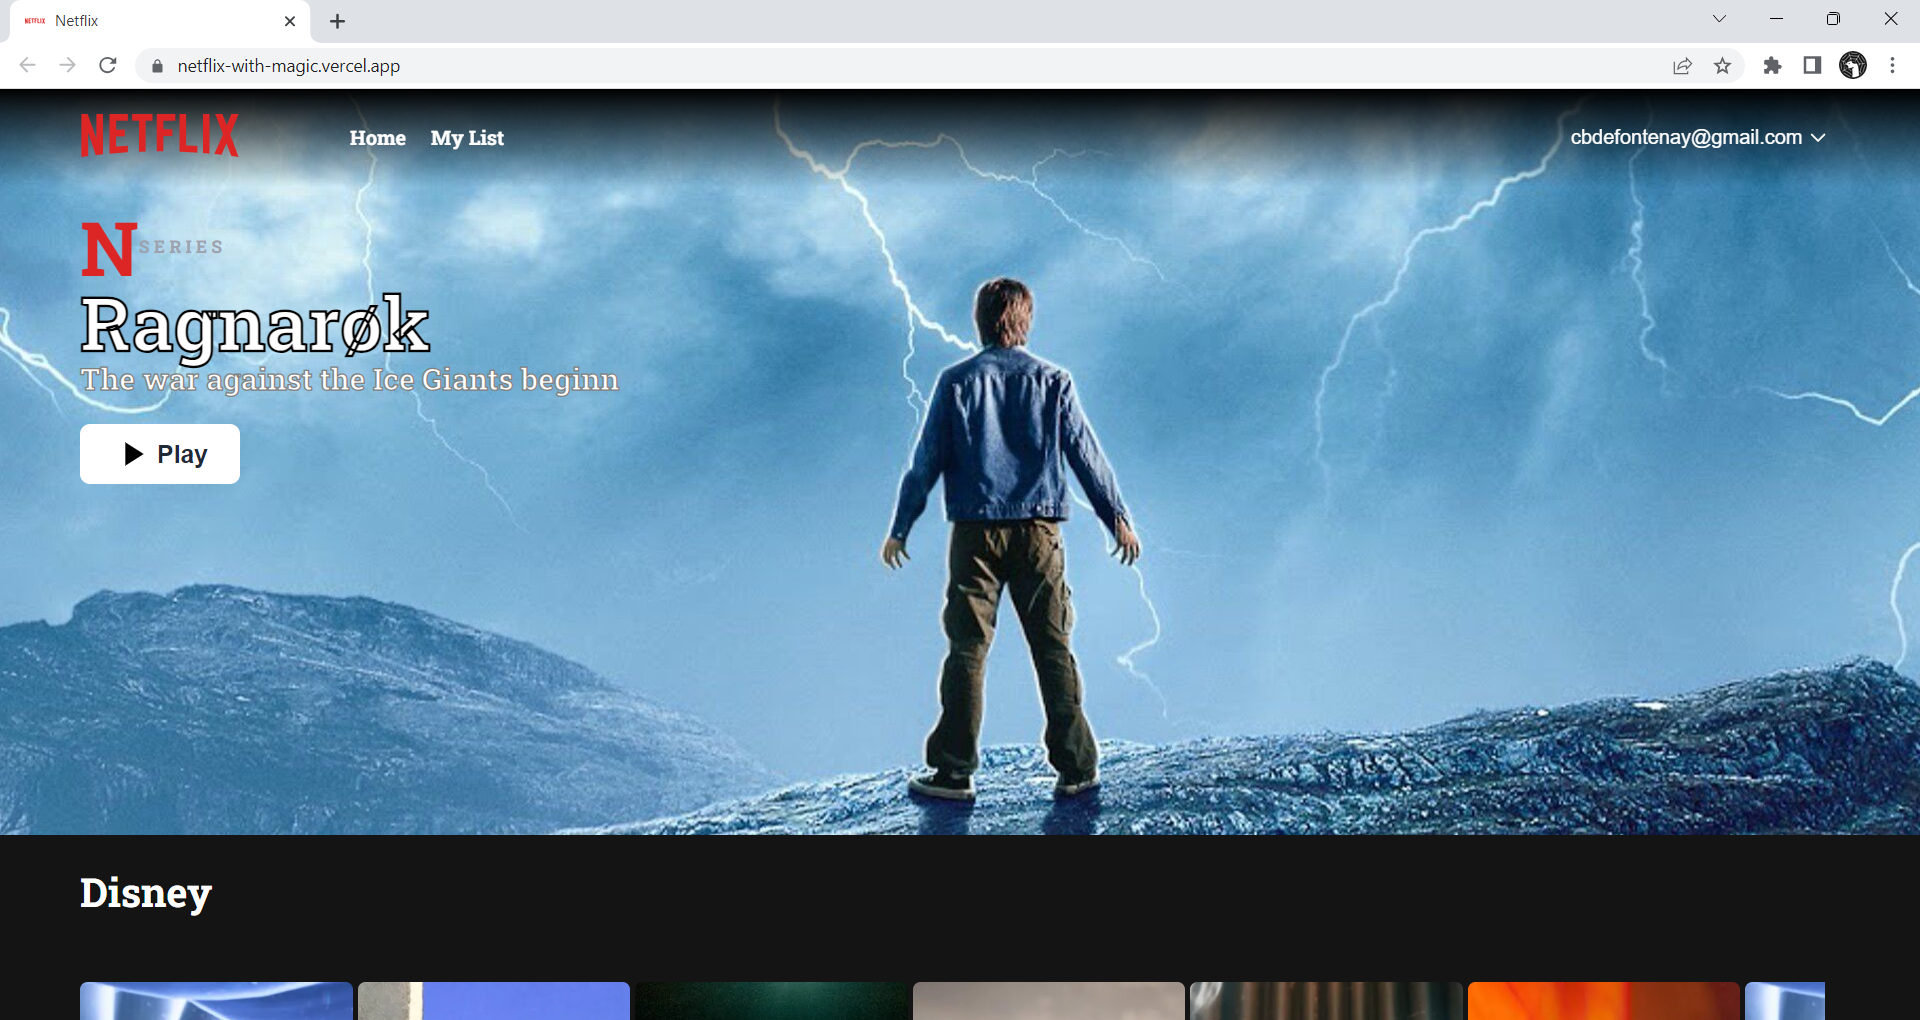 NETFLIX Netflix
netflix-with-magic.vercel.app
NETFLIX Home My List cbdefontenay@gmail.com
N SERIES
Ragnarøk
The war against the Ice Giants beginn
Play
Disney